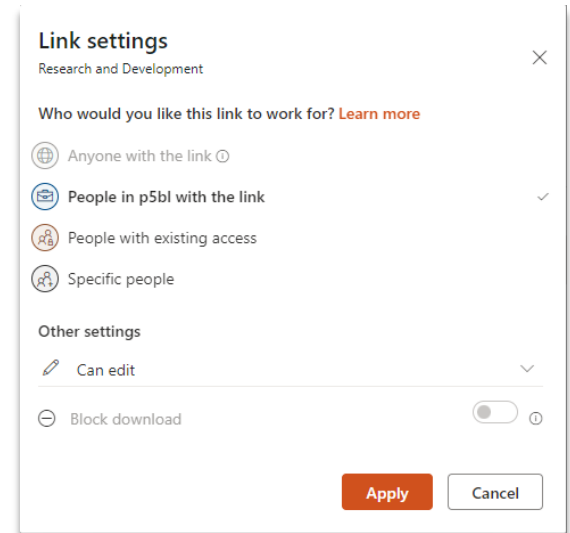 Link settings
Research and Development
Who would you like this link to work for? Learn more
Anyone with the link
People in p5bl with the link
People with existing access
Specific people
Other settings
Can edit
Block download
Apply
Cancel